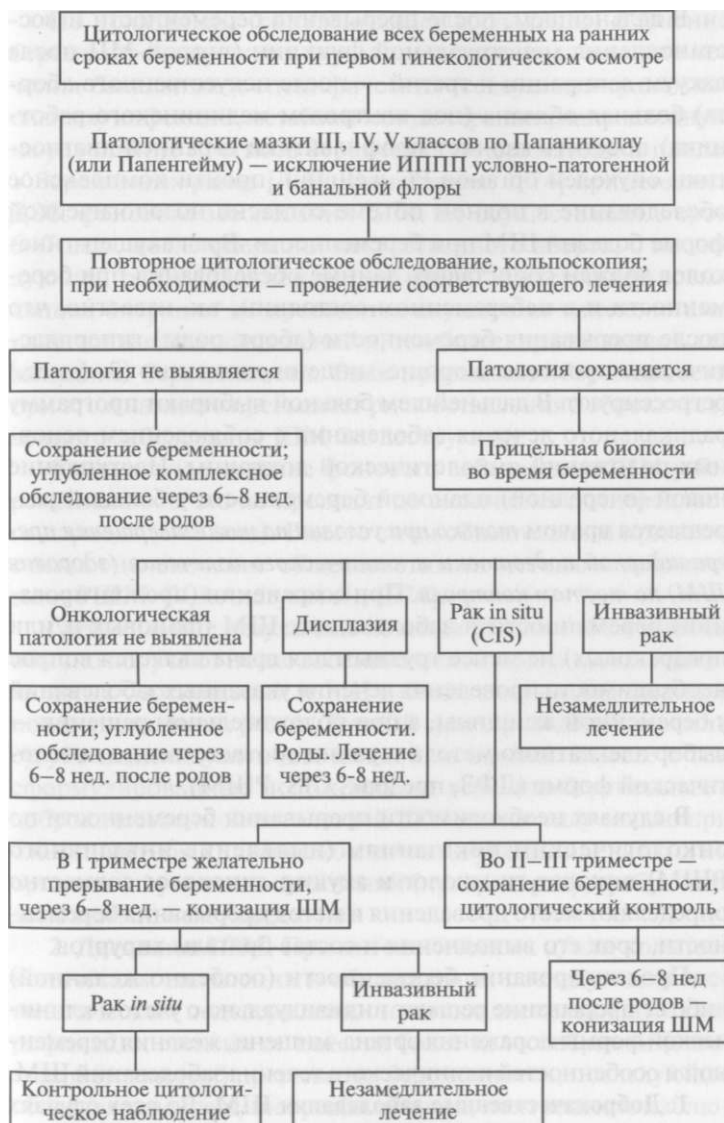 Цитологическое обследование всех беременных на ранних
сроках беременности при первом гинекологическом осмотре
Патологические мазки III, IV, V классов по Папаниколау
(или Паппенгейму) или наличие ИППП условно-патогенной
и банальной флоры
Повторное цитологическое обследование, кольпоскопия;
при необходимости — проведение соответствующего лечения
Патология не выявляется
Патология сохраняется
Сохранение беременности;
углубленное комплексное
обследование через 6–8 нед.
после родов
Прицельная биопсия
во время беременности
Онкологическая
патология не выявлена
Дисплазия
Рак in situ
(CIS)
Инвазивный
рак
Сохранение беремен-
ности; углубленное
обследование через
6–8 нед. после родов
Сохранение
беременности.
Роды. Лечение
через 6-8 нед.
Незамедлительное
лечение
В I триместре желательно
прерывание беременности,
через 6–8 нед. — конизация ШМ
Во II–III триместре –
сохранение беременности,
цитологический контроль
Рак in situ
Инвазивный
рак
Через 6–8 нед
после родов —
конизация ШМ
Контрольное цитологи-
ческое наблюдение
Незамедлительное
лечение